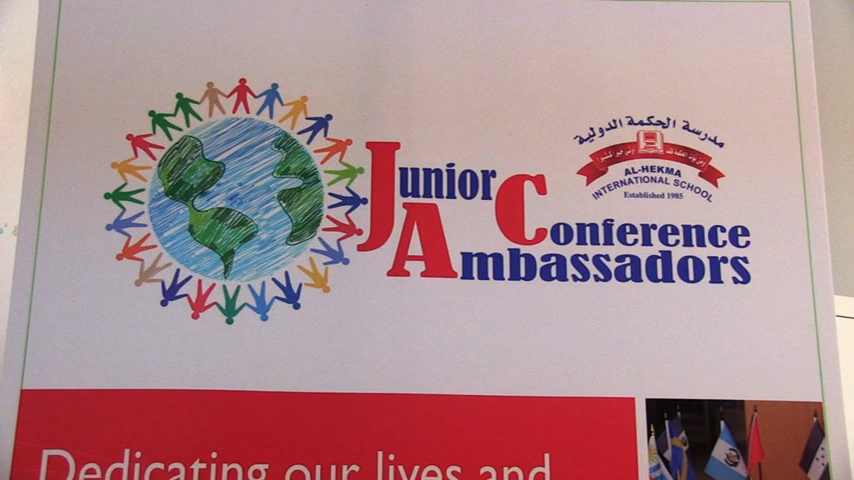 Junior
Conference
Ambassadors
مدرسة الحكمة الدولية
AL-HEKMA
INTERNATIONAL SCHOOL
Established 1985
Dedicating our lives and